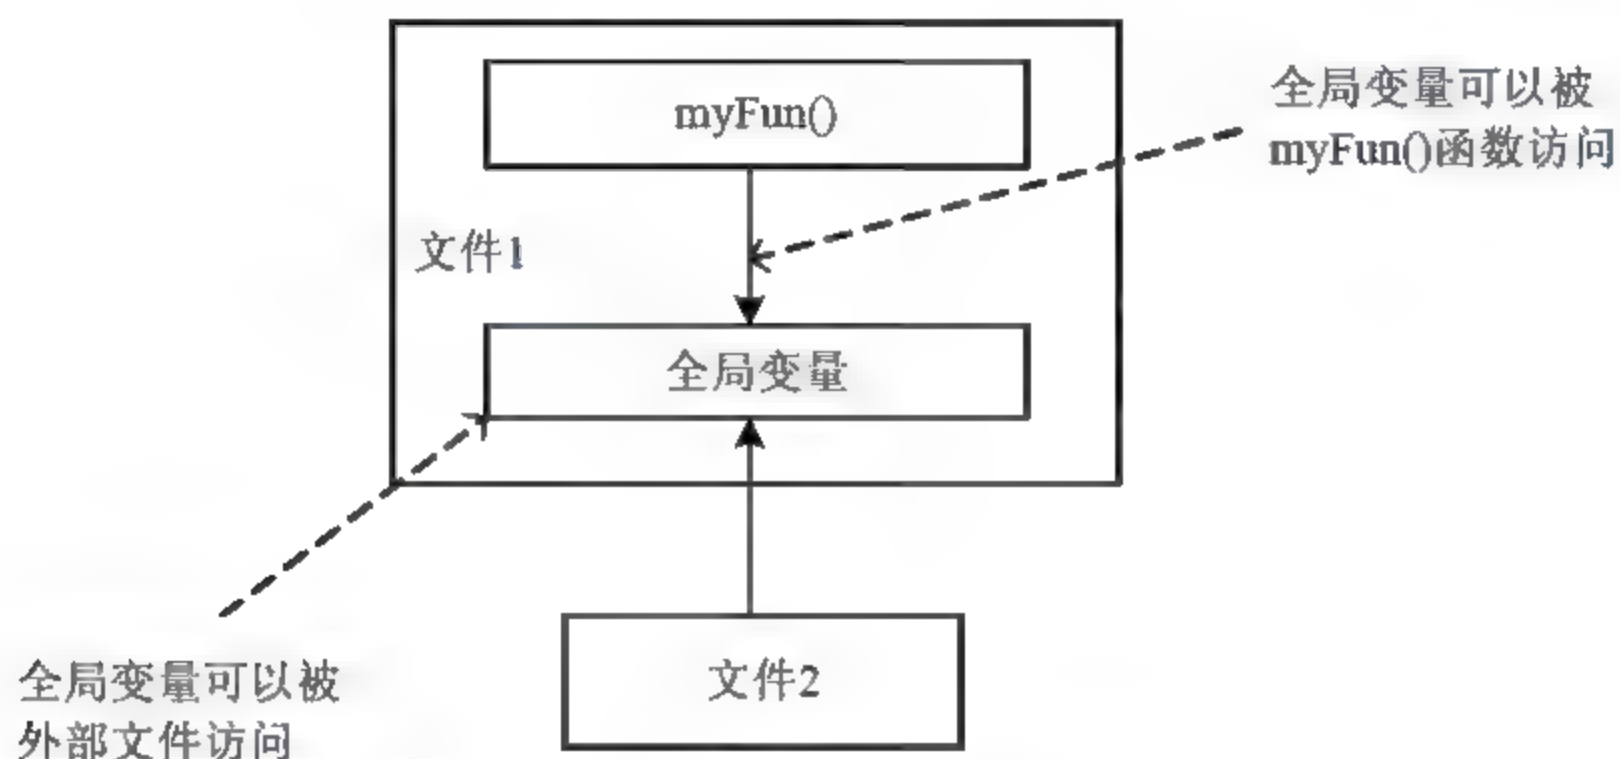 myFun()
全局变量可以被
myFun()函数访问
文件1
全局变量
全局变量可以被
外部文件访问
文件2